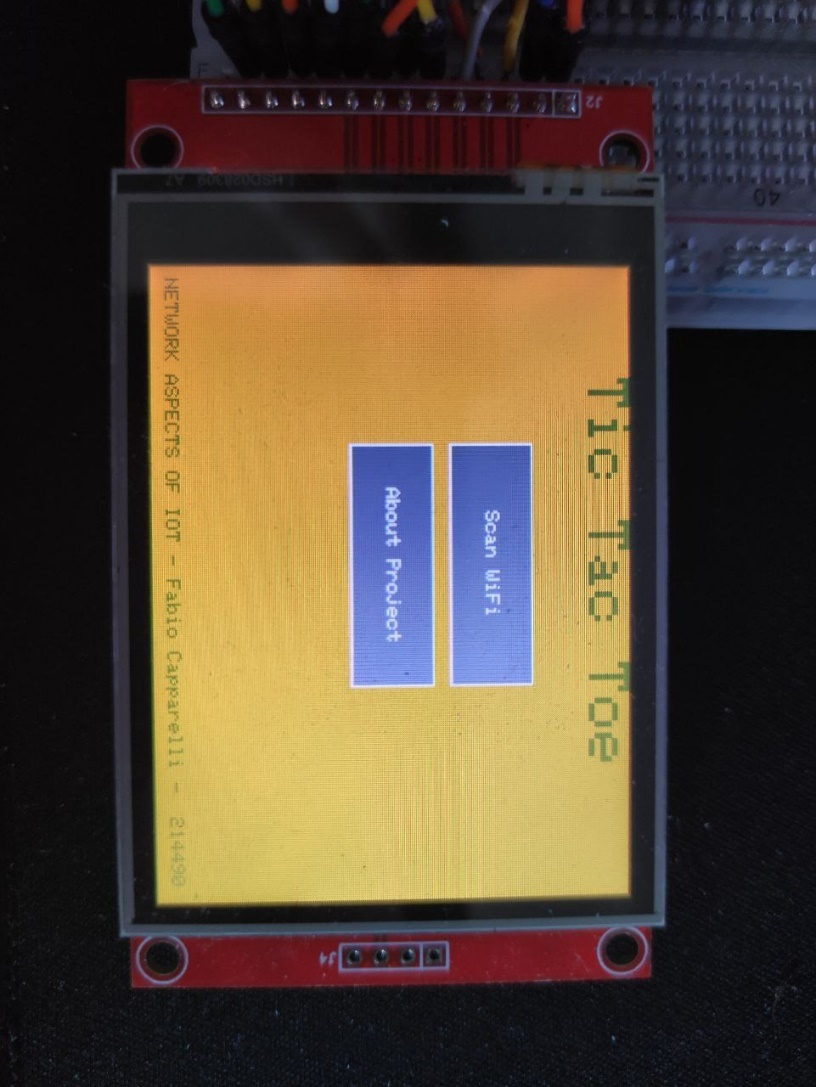 Tic Tac Toe
Scan WiFi
About Project
NETWORK ASPECTS OF IOT - Fabio Capparelli - 214490
J2
J4
40